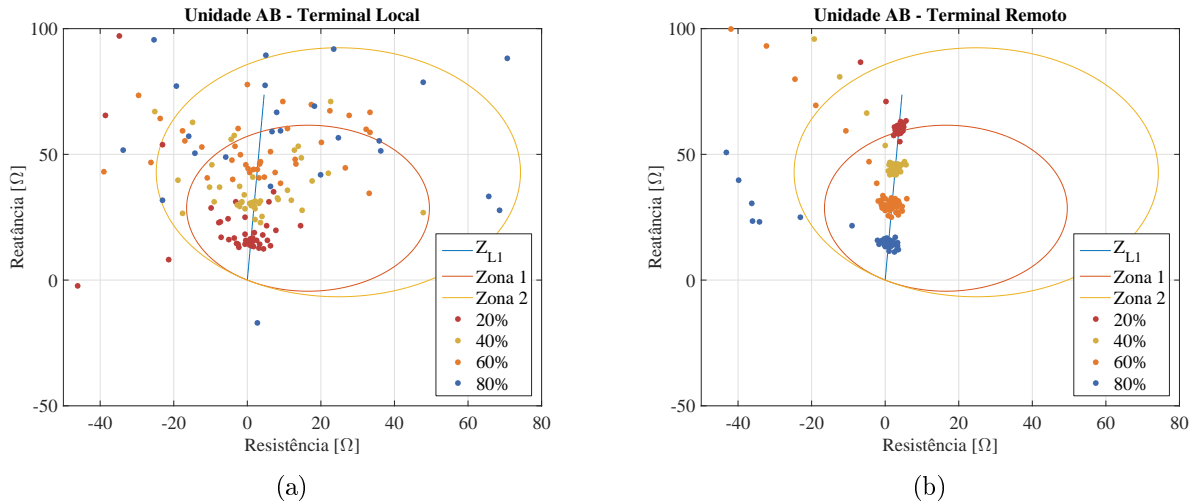 Unidade AB - Terminal Local
100
50
0
-50
-40
-20
0
20
40
60
80
Reatância [Ω]
Resistência [Ω]
Z_L1
Zona 1
Zona 2
20%
40%
60%
80%
(a)
Unidade AB - Terminal Remoto
100
50
0
-50
-40
-20
0
20
40
60
80
Reatância [Ω]
Resistência [Ω]
Z_L1
Zona 1
Zona 2
20%
40%
60%
80%
(b)